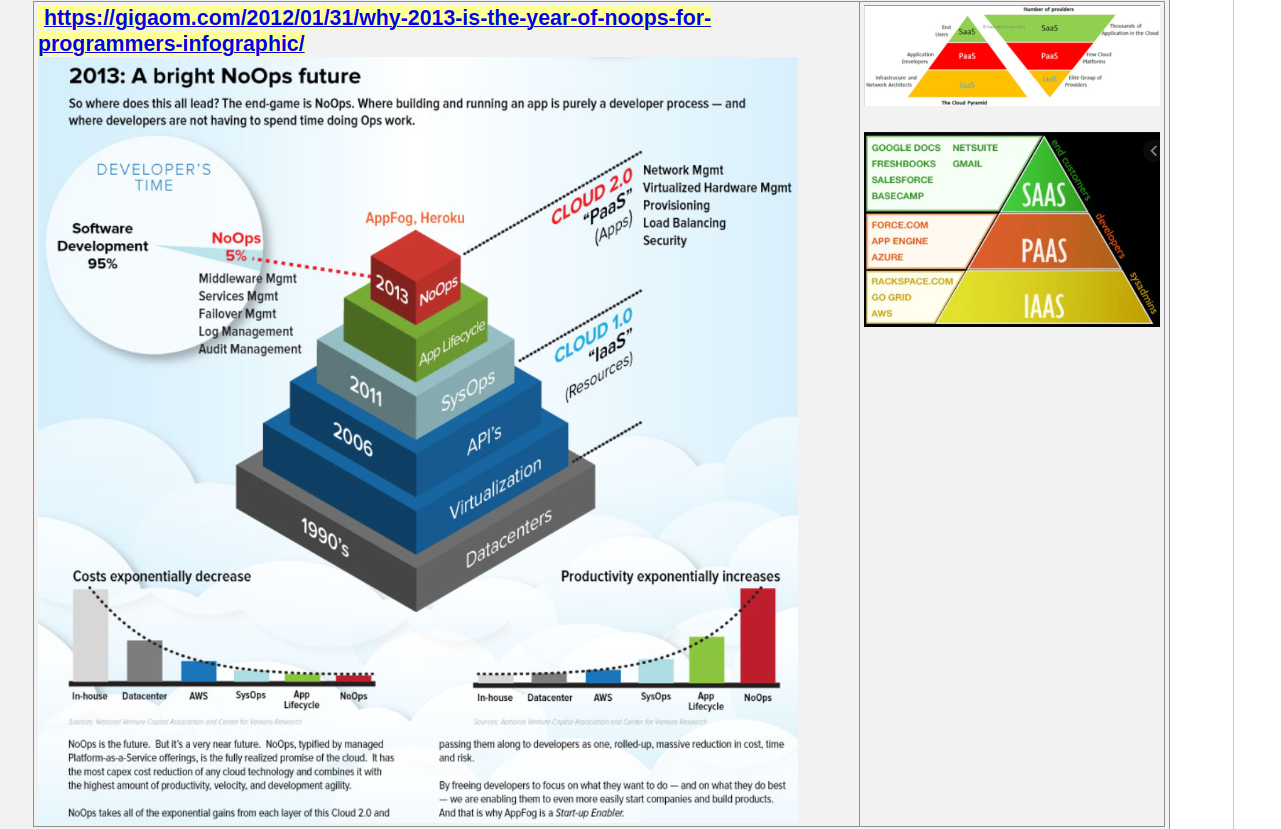 https://gigaom.com/2012/01/31/why-2013-is-the-year-of-noops-for-
programmers-infographic/
2013: A bright NoOps future
So where does this all lead? The end-game is NoOps. Where building and running an app is purely a developer process — and
where developers are not having to spend time doing Ops work.
DEVELOPER'S
TIME
Software
Development
95%
NoOps
5%
Middleware Mgmt
Services Mgmt
Failover Mgmt
Log Management
Audit Management
AppFog, Heroku
2013
NoOps
App Lifecycle
2011
SysOps
2006
API's
Virtualization
1990's
Datacenters
CLOUD 2.0
"PaaS"
(Apps)
Network Mgmt
Virtualized Hardware Mgmt
Provisioning
Load Balancing
Security
CLOUD 1.0
"IaaS"
(Resources)
Costs exponentially decrease
In-house
Datacenter
AWS
SysOps
App
Lifecycle
NoOps
Sources: National Venture Capital Association and Center for Venture Research
Productivity exponentially increases
In-house
Datacenter
AWS
SysOps
App
Lifecycle
NoOps
Sources: National Venture Capital Association and Center for Venture Research
NoOps is the future. But it's a very near future. NoOps, typified by managed
Platform-as-a-Service offerings, is the fully realized promise of the cloud. It has
the most capex cost reduction of any cloud technology and combines it with
the highest amount of productivity, velocity, and development agility.
NoOps takes all of the exponential gains from each layer of this Cloud 2.0 and
passing them along to developers as one, rolled-up, massive reduction in cost, time
and risk.
By freeing developers to focus on what they want to do — and on what they do best
— we are enabling them to even more easily start companies and build products.
And that is why AppFog is a Start-up Enabler.
Number of providers
End
Users
SaaS
SaaS
Thousands of
Application in the Cloud
Application
Developers
PaaS
PaaS
Few Cloud
Platforms
Infrastrucure and
Network Architects
IaaS
IaaS
Elite Group of
Providers
The Cloud Pyramid
GOOGLE DOCS NETSUITE
FRESHBOOKS GMAIL
SALESFORCE
BASECAMP
SAAS
end customers
FORCE.COM
APP ENGINE
AZURE
PAAS
developers
RACKSPACE.COM
GO GRID
AWS
IAAS
sysadmins